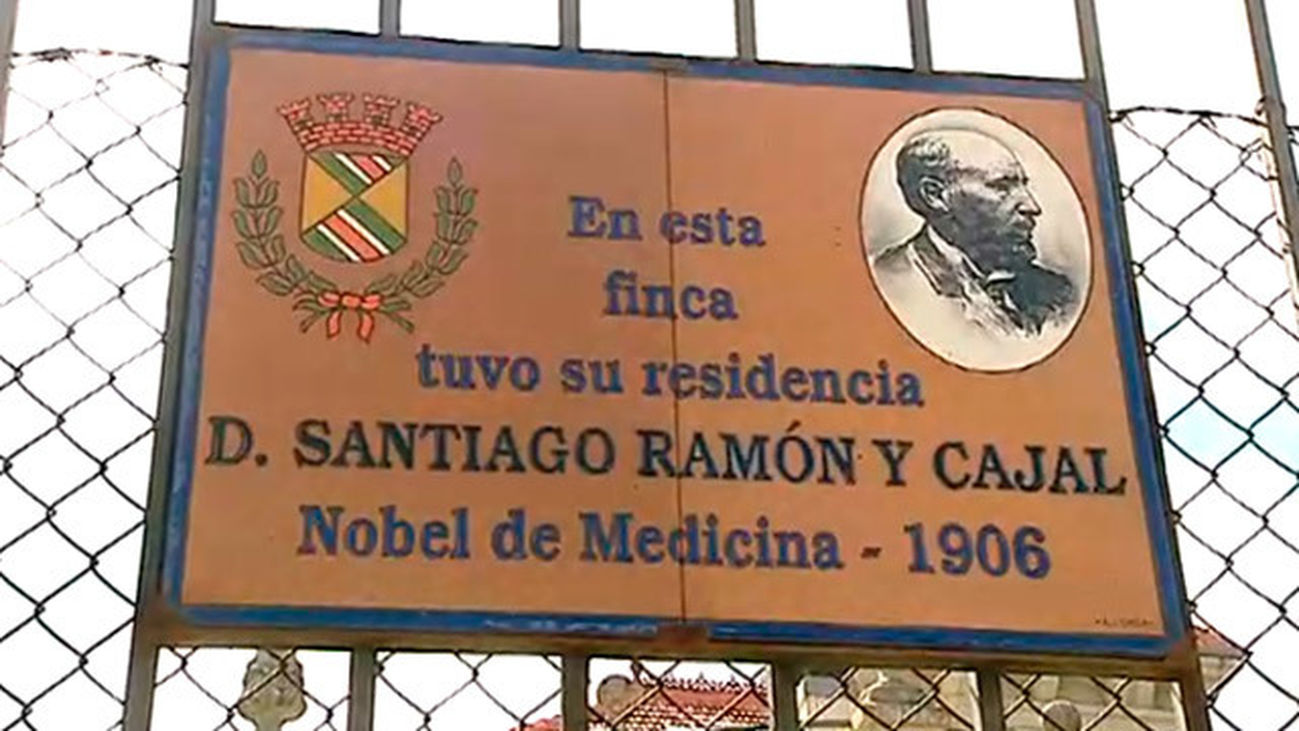 En esta
finca
tuvo su residencia
D. SANTIAGO RAMÓN Y CAJAL
Nobel de Medicina - 1906